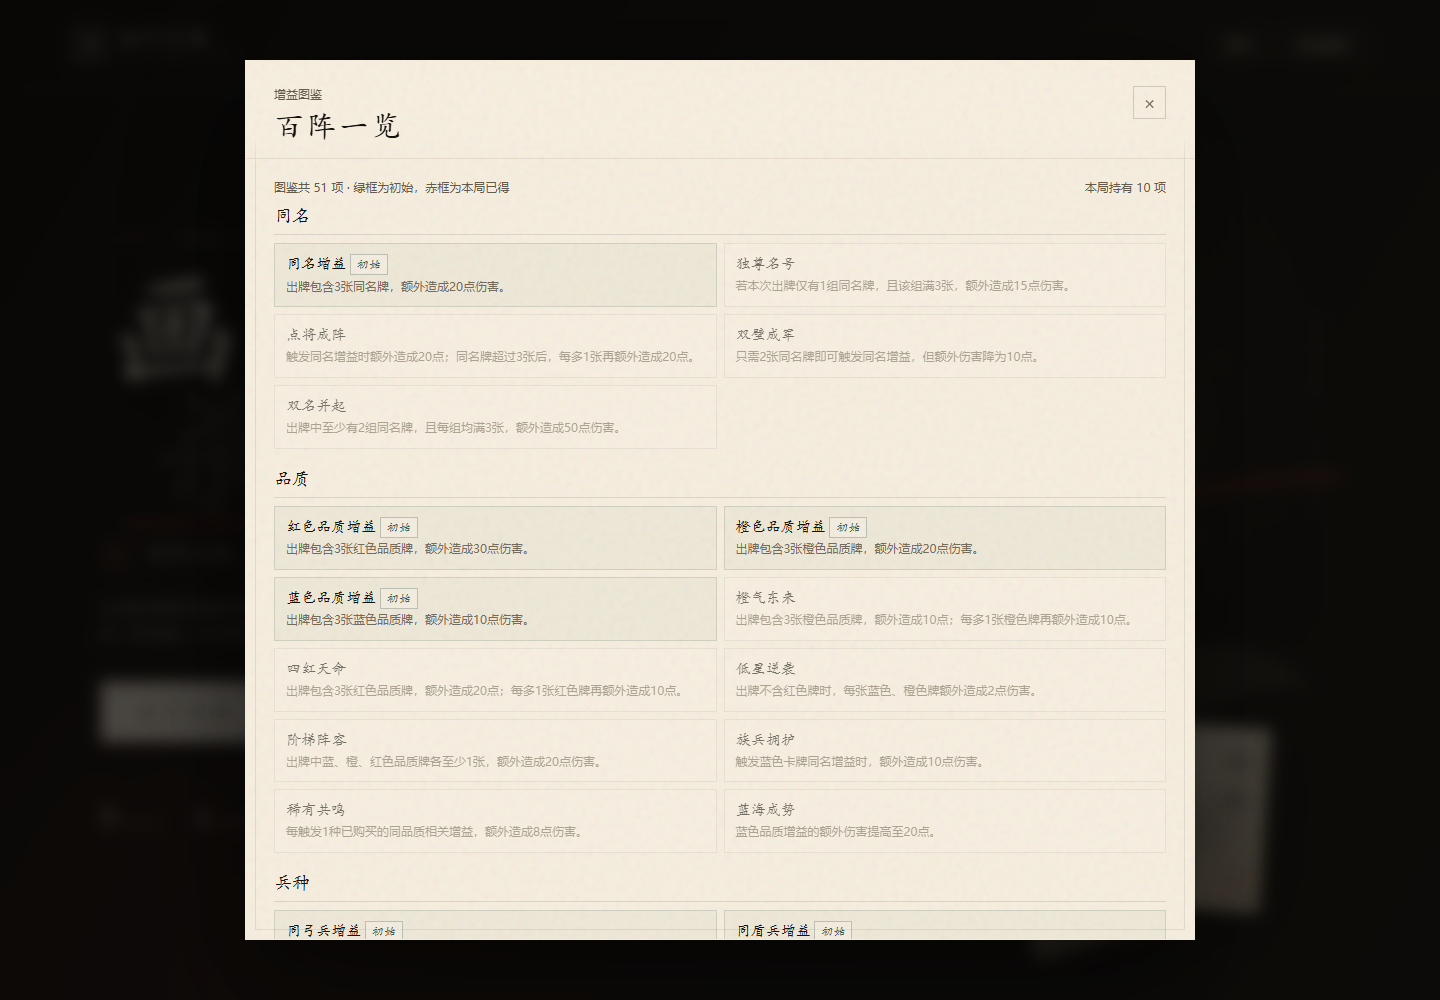 增益图鉴
百阵一览
×
图鉴共 51 项 · 绿框为初始，赤框为本局已得
本局持有 10 项
同名
同名增益 初始
出牌包含3张同名牌，额外造成20点伤害。
独尊名号
若本次出牌仅有1组同名牌，且该组满3张，额外造成15点伤害。
点将成阵
触发同名增益时额外造成20点；同名牌超过3张后，每多1张再额外造成20点。
双璧成军
只需2张同名牌即可触发同名增益，但额外伤害降为10点。
双名并起
出牌中至少有2组同名牌，且每组均满3张，额外造成50点伤害。
品质
红色品质增益 初始
出牌包含3张红色品质牌，额外造成30点伤害。
橙色品质增益 初始
出牌包含3张橙色品质牌，额外造成20点伤害。
蓝色品质增益 初始
出牌包含3张蓝色品质牌，额外造成10点伤害。
橙气东来
出牌包含3张橙色品质牌，额外造成10点；每多1张橙色牌再额外造成10点。
四红天命
出牌包含3张红色品质牌，额外造成20点；每多1张红色牌再额外造成10点。
低星逆袭
出牌不含红色牌时，每张蓝色、橙色牌额外造成2点伤害。
阶梯阵容
出牌中蓝、橙、红色品质牌各至少1张，额外造成20点伤害。
族兵拥护
触发蓝色卡牌同名增益时，额外造成10点伤害。
稀有共鸣
每触发1种已购买的同品质相关增益，额外造成8点伤害。
蓝海成势
蓝色品质增益的额外伤害提高至20点。
兵种
同弓兵增益 初始
同盾兵增益 初始